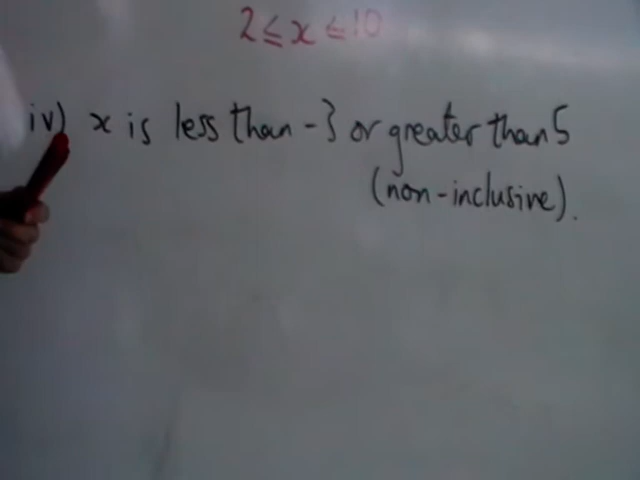 2 ≤ x ≤ 10
iv) x is less than -3 or greater than 5
(non-inclusive).